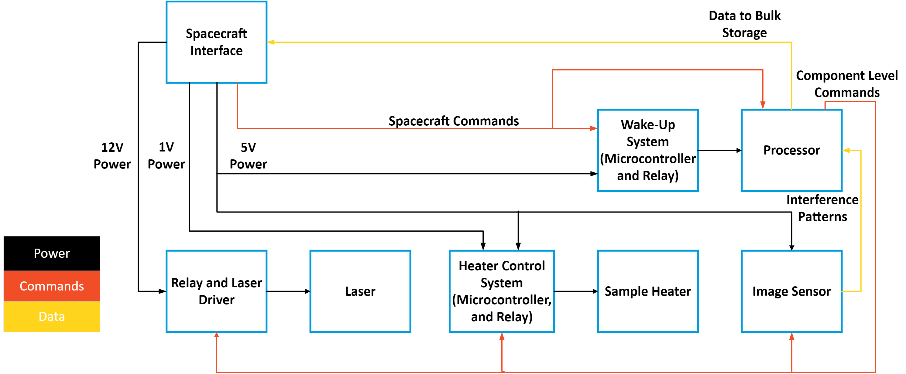 Data to Bulk
Storage
Spacecraft
Interface
Component Level
Commands
Spacecraft Commands
Wake-Up
System
(Microcontroller
and Relay)
Processor
12V
Power
1V
Power
5V
Power
Interference
Patterns
Power
Commands
Data
Relay and Laser
Driver
Laser
Heater Control
System
(Microcontroller,
and Relay)
Sample Heater
Image Sensor